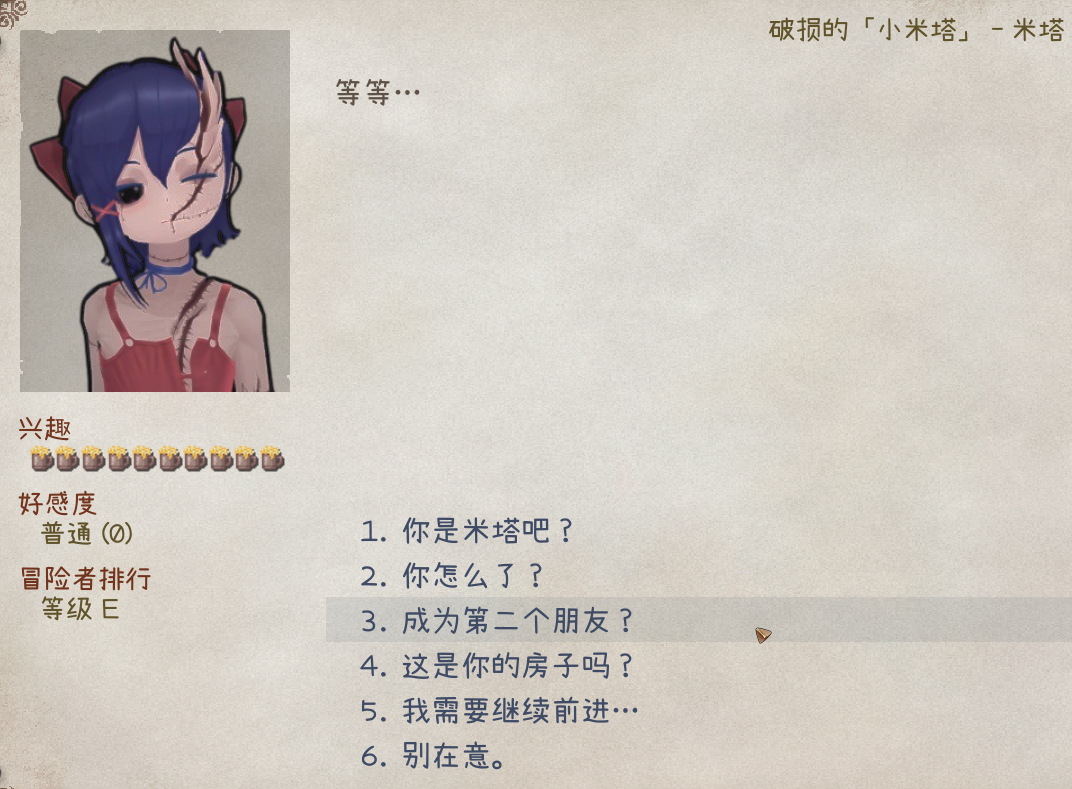 破损的「小米塔」 - 米塔
等等…
兴趣
好感度
普通 (0)
冒险者排行
等级 E
1. 你是米塔吧？
2. 你怎么了？
3. 成为第二个朋友？
4. 这是你的房子吗？
5. 我需要继续前进…
6. 别在意。